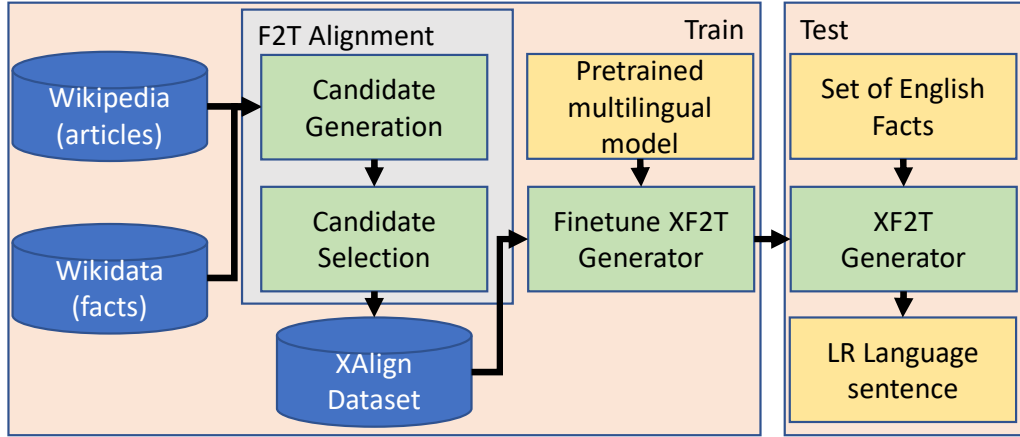 F2T Alignment
Train
Test
Wikipedia
(articles)
Candidate
Generation
Pretrained
multilingual
model
Set of English
Facts
Wikidata
(facts)
Candidate
Selection
Finetune XF2T
Generator
XF2T
Generator
XAlign
Dataset
LR Language
sentence